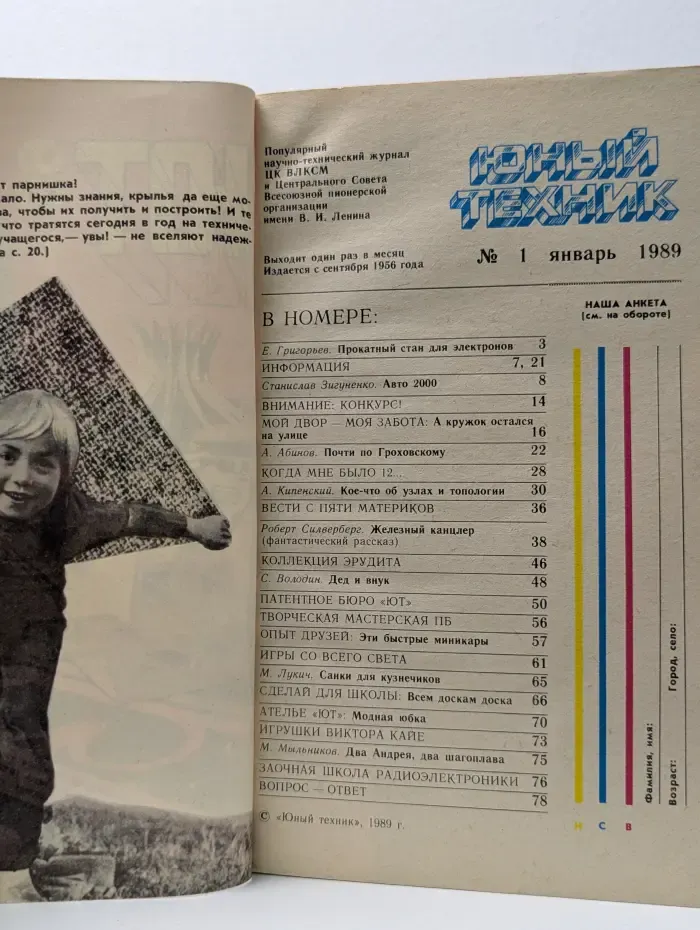 т парнишка!
ало. Нужны знания, крылья да еще мо-
ва, чтобы их получить и построить! И те
что тратятся сегодня в год на техниче-
учащегося,— увы! — не вселяют надеж-
а с. 20.)
Популярный
научно-технический журнал
ЦК ВЛКСМ
и Центрального Совета
Всесоюзной пионерской
организации
имени В. И. Ленина
ЮНЫЙ
ТЕХНИК
Выходит один раз в месяц
Издается с сентября 1956 года
№ 1 январь 1989
В НОМЕРЕ:
Е. Григорьев. Прокатный стан для электронов 3
ИНФОРМАЦИЯ 7, 21
Станислав Зигуненко. Авто 2000 8
ВНИМАНИЕ: КОНКУРС! 14
МОЙ ДВОР — МОЯ ЗАБОТА: А кружок остался
на улице 16
А. Абинов. Почти по Гроховскому 22
КОГДА МНЕ БЫЛО 12... 28
А. Кипенский. Кое-что об узлах и топологии 30
ВЕСТИ С ПЯТИ МАТЕРИКОВ 36
Роберт Силверберг. Железный канцлер
(фантастический рассказ) 38
КОЛЛЕКЦИЯ ЭРУДИТА 46
С. Володин. Дед и внук 48
ПАТЕНТНОЕ БЮРО «ЮТ» 50
ТВОРЧЕСКАЯ МАСТЕРСКАЯ ПБ 56
ОПЫТ ДРУЗЕЙ: Эти быстрые миникары 57
ИГРЫ СО ВСЕГО СВЕТА 61
М. Лукич. Санки для кузнечиков 65
СДЕЛАЙ ДЛЯ ШКОЛЫ: Всем доскам доска 66
АТЕЛЬЕ «ЮТ»: Модная юбка 70
ИГРУШКИ ВИКТОРА КАЙЕ 73
М. Мыльников. Два Андрея, два шагоплава 75
ЗАОЧНАЯ ШКОЛА РАДИОЭЛЕКТРОНИКИ 76
ВОПРОС — ОТВЕТ 78
© «Юный техник», 1989 г.
НАША АНКЕТА
(см. на обороте)
Н С В
Фамилия, имя:
Возраст: Город, село: